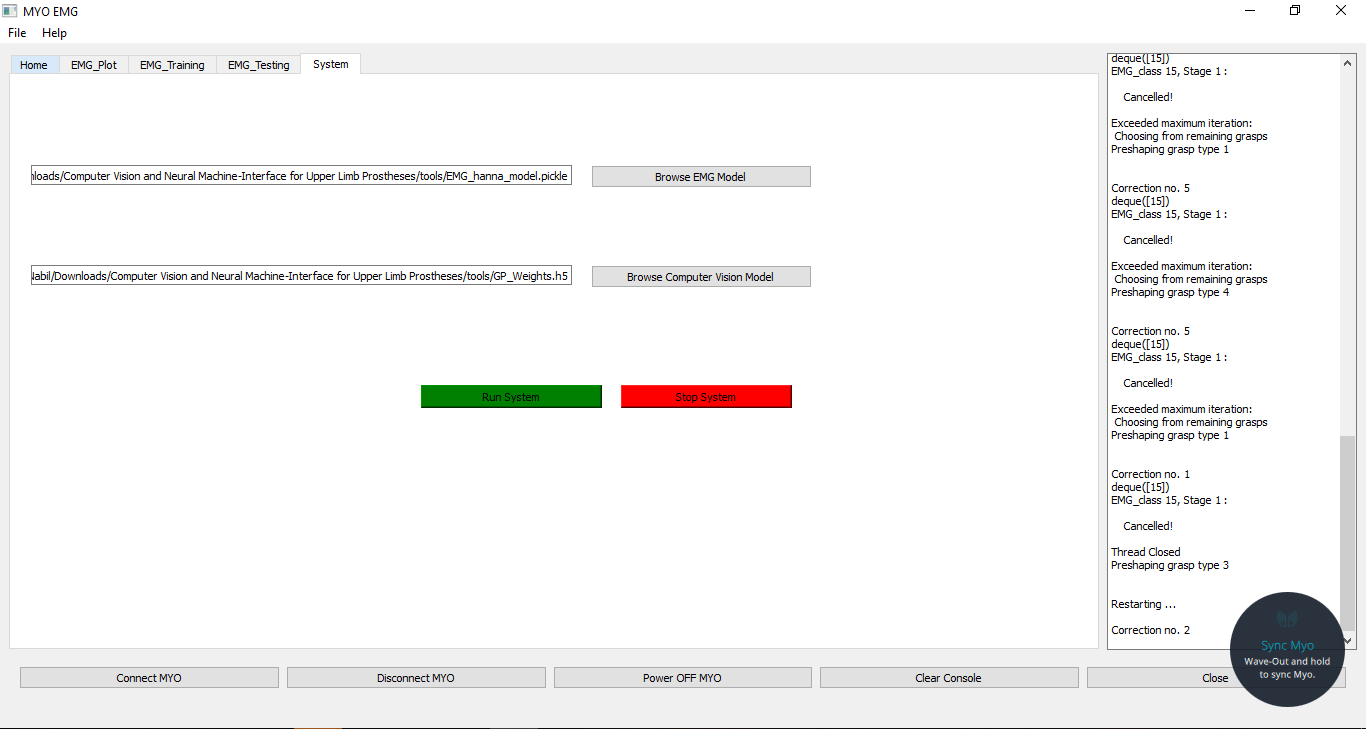 MYO EMG
File Help
Home EMG_Plot EMG_Training EMG_Testing System
nloads/Computer Vision and Neural Machine-Interface for Upper Limb Prostheses/tools/EMG_hanna_model.pickle
Browse EMG Model
Nabil/Downloads/Computer Vision and Neural Machine-Interface for Upper Limb Prostheses/tools/GP_Weights.h5
Browse Computer Vision Model
Run System
Stop System
deque([15])
EMG_class 15, Stage 1 :
Cancelled!
Exceeded maximum iteration:
Choosing from remaining grasps
Preshaping grasp type 1
Correction no. 5
deque([15])
EMG_class 15, Stage 1 :
Cancelled!
Exceeded maximum iteration:
Choosing from remaining grasps
Preshaping grasp type 4
Correction no. 5
deque([15])
EMG_class 15, Stage 1 :
Cancelled!
Exceeded maximum iteration:
Choosing from remaining grasps
Preshaping grasp type 1
Correction no. 1
deque([15])
EMG_class 15, Stage 1 :
Cancelled!
Thread Closed
Preshaping grasp type 3
Restarting ...
Correction no. 2
Sync Myo
Wave-Out and hold
to sync Myo.
Connect MYO
Disconnect MYO
Power OFF MYO
Clear Console
Close